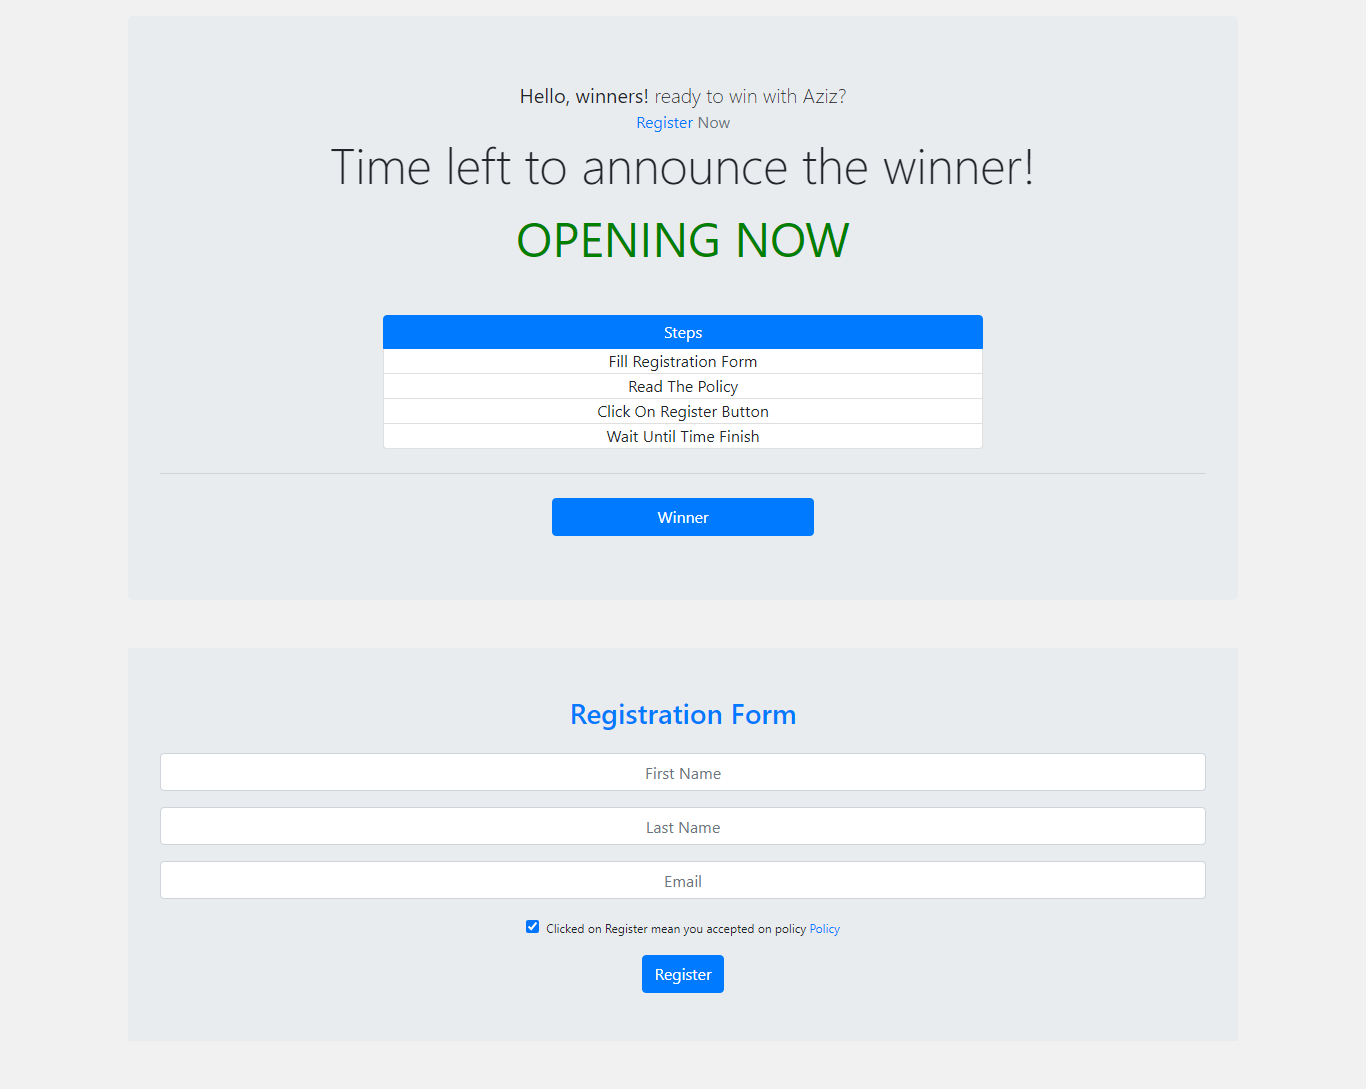 Hello, winners! ready to win with Aziz?
Register Now
Time left to announce the winner!
OPENING NOW
Steps
Fill Registration Form
Read The Policy
Click On Register Button
Wait Until Time Finish
Winner
Registration Form
First Name
Last Name
Email
Clicked on Register mean you accepted on policy Policy
Register